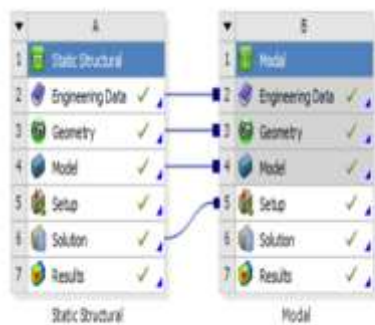 A
1 Static Structural
2 Engineering Data
3 Geometry
4 Model
5 Setup
6 Solution
7 Results
Static Structural
B
1 Modal
2 Engineering Data
3 Geometry
4 Model
5 Setup
6 Solution
7 Results
Modal